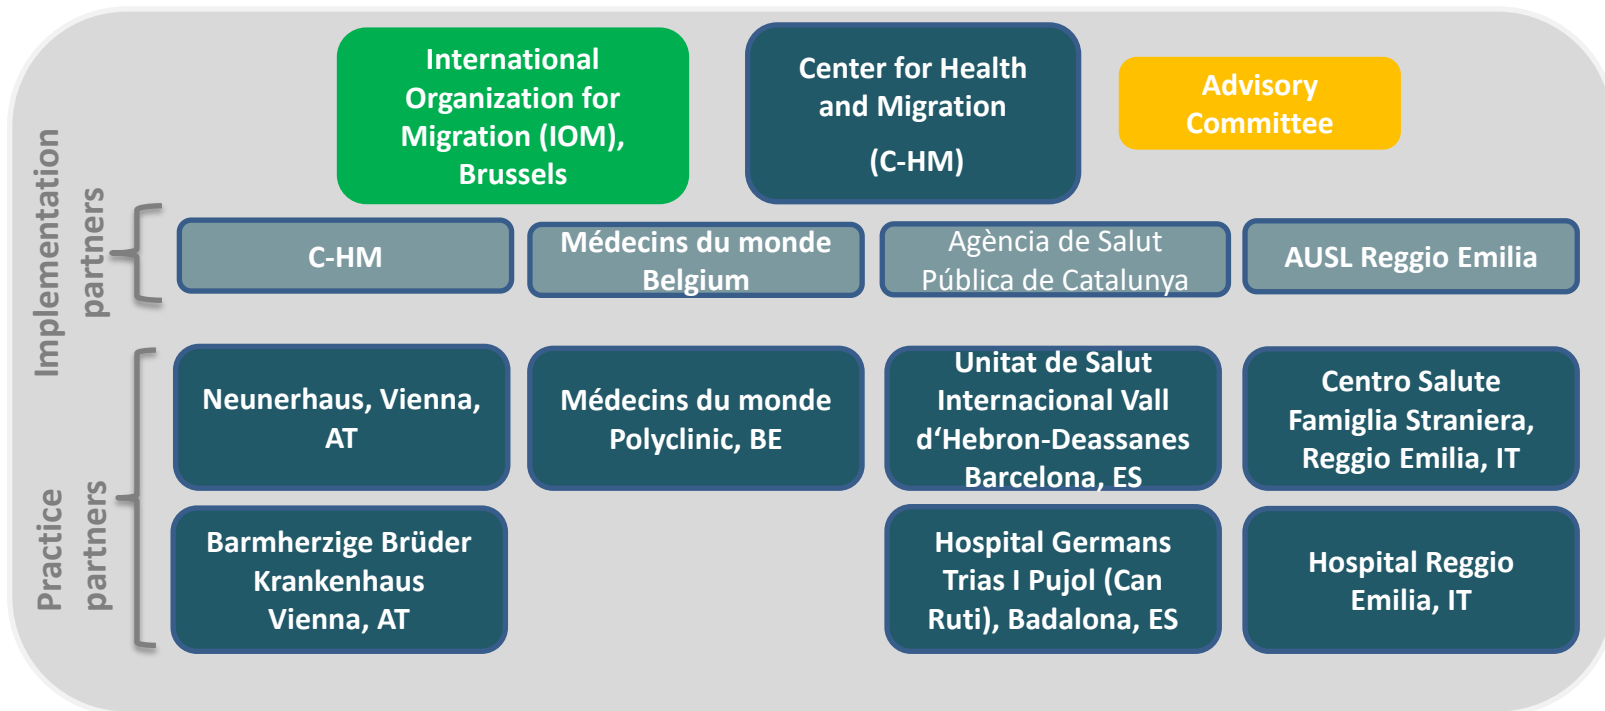 International
Organization for
Migration (IOM),
Brussels
Center for Health
and Migration
(C-HM)
Advisory
Committee
Implementation
partners
C-HM
Médecins du monde
Belgium
Agència de Salut
Pública de Catalunya
AUSL Reggio Emilia
Practice
partners
Neunerhaus, Vienna,
AT
Médecins du monde
Polyclinic, BE
Unitat de Salut
Internacional Vall
d‘Hebron-Deassanes
Barcelona, ES
Centro Salute
Famiglia Straniera,
Reggio Emilia, IT
Barmherzige Brüder
Krankenhaus
Vienna, AT
Hospital Germans
Trias I Pujol (Can
Ruti), Badalona, ES
Hospital Reggio
Emilia, IT